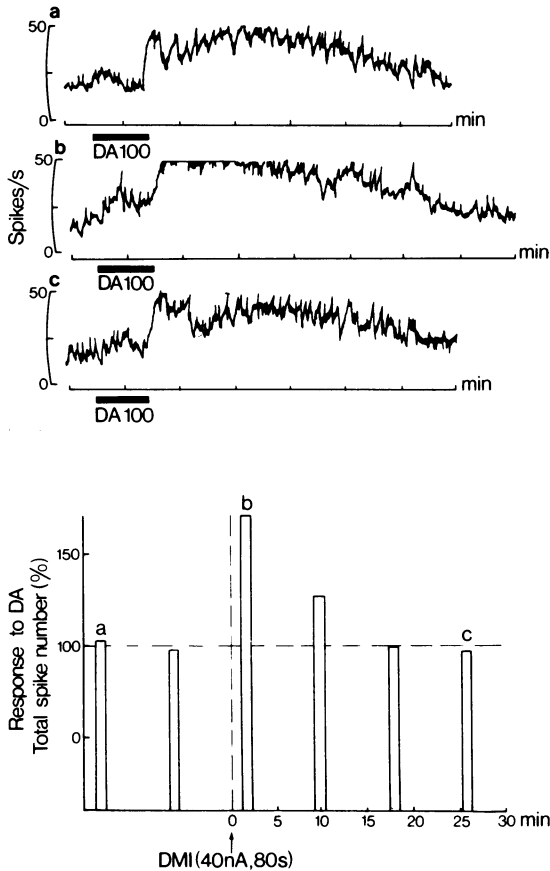 a
50
0
min
DA100
b
50
0
min
DA100
c
50
0
min
DA100
Spikes/s
Response to DA
Total spike number (%)
150
100
0
a
b
c
0 5 10 15 20 25 30 min
DMI(40nA,80s)